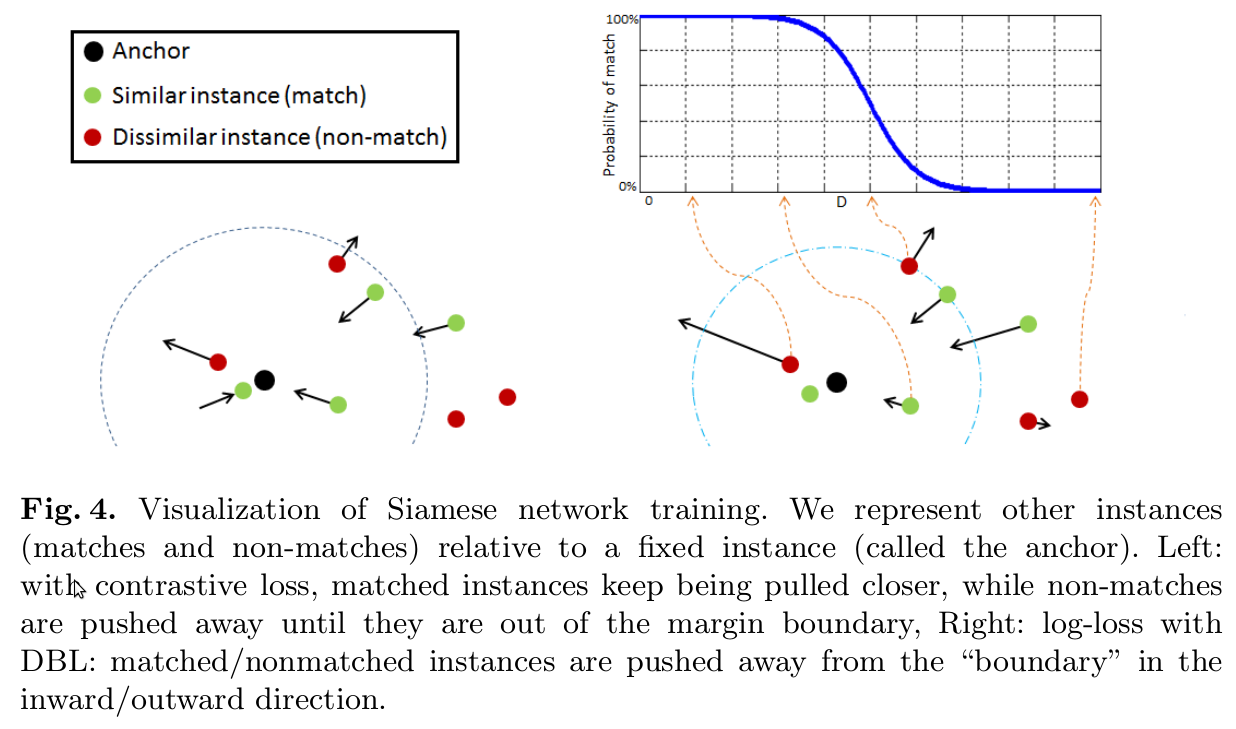 Anchor
Similar instance (match)
Dissimilar instance (non-match)
100%
Probability of match
0%
0
D
Fig. 4. Visualization of Siamese network training. We represent other instances
(matches and non-matches) relative to a fixed instance (called the anchor). Left:
with contrastive loss, matched instances keep being pulled closer, while non-matches
are pushed away until they are out of the margin boundary, Right: log-loss with
DBL: matched/nonmatched instances are pushed away from the “boundary” in the
inward/outward direction.